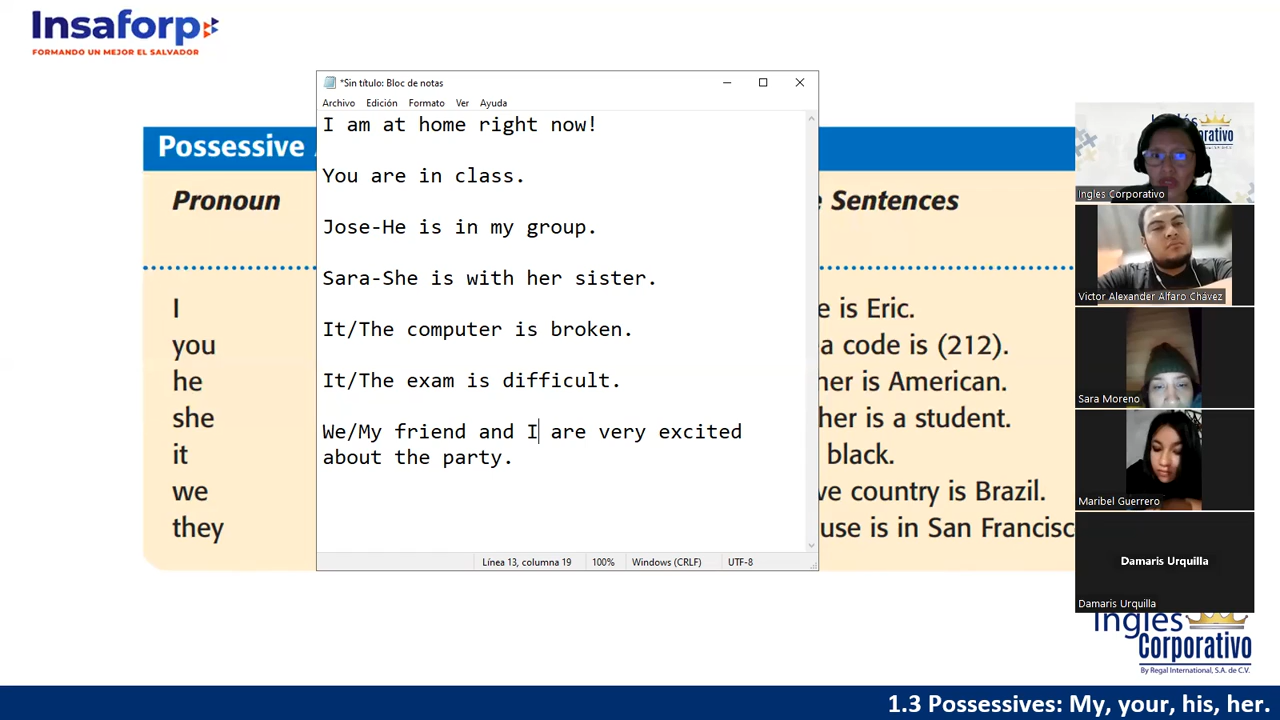 Insaforp
FORMANDO UN MEJOR EL SALVADOR
*Sin título: Bloc de notas
Archivo Edición Formato Ver Ayuda
I am at home right now!
You are in class.
Jose-He is in my group.
Sara-She is with her sister.
It/The computer is broken.
It/The exam is difficult.
We/My friend and I are very excited
about the party.
Línea 13, columna 19 100% Windows (CRLF) UTF-8
Possessive
Pronoun
Sentences
I
you
he
she
it
we
they
is Eric.
a code is (212).
her is American.
her is a student.
black.
ve country is Brazil.
use is in San Francisc
Inglés
Corporativo
Ingles Corporativo
Victor Alexander Alfaro Chávez
Sara Moreno
Maribel Guerrero
Damaris Urquilla
Damaris Urquilla
Inglés
Corporativo
By Regal International, S.A. de C.V.
1.3 Possessives: My, your, his, her.